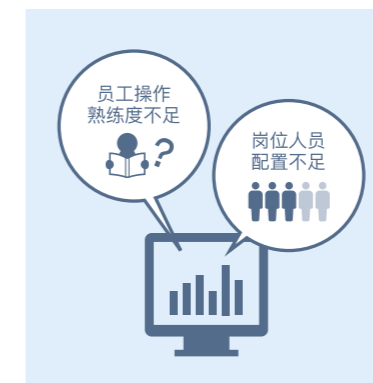 员工操作
熟练度不足
?
岗位人员
配置不足